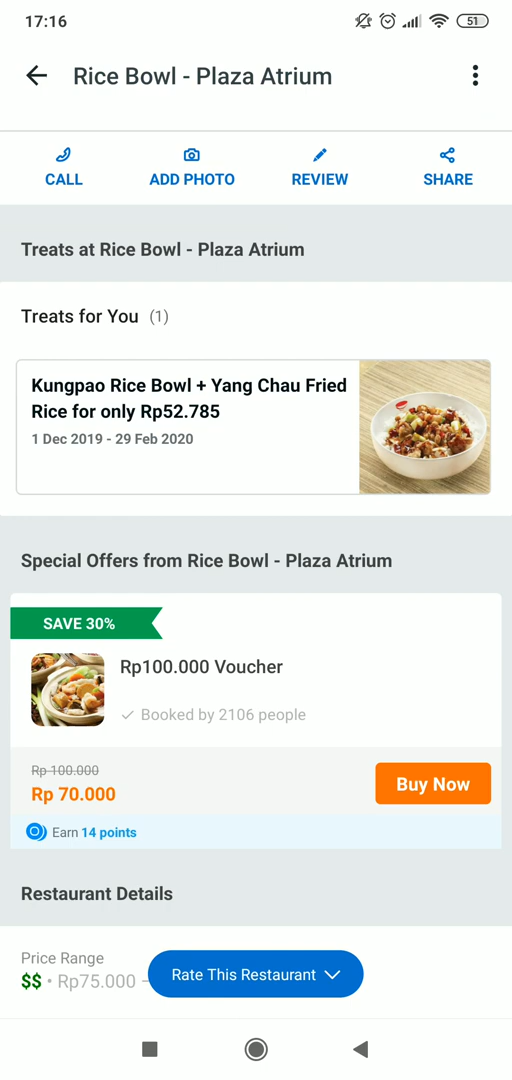 17:16
51
Rice Bowl - Plaza Atrium
CALL
ADD PHOTO
REVIEW
SHARE
Treats at Rice Bowl - Plaza Atrium
Treats for You (1)
Kungpao Rice Bowl + Yang Chau Fried
Rice for only Rp52.785
1 Dec 2019 - 29 Feb 2020
Special Offers from Rice Bowl - Plaza Atrium
SAVE 30%
Rp100.000 Voucher
Booked by 2106 people
Rp 100.000
Rp 70.000
Buy Now
Earn 14 points
Restaurant Details
Price Range
$$ • Rp75.000 -
Rate This Restaurant